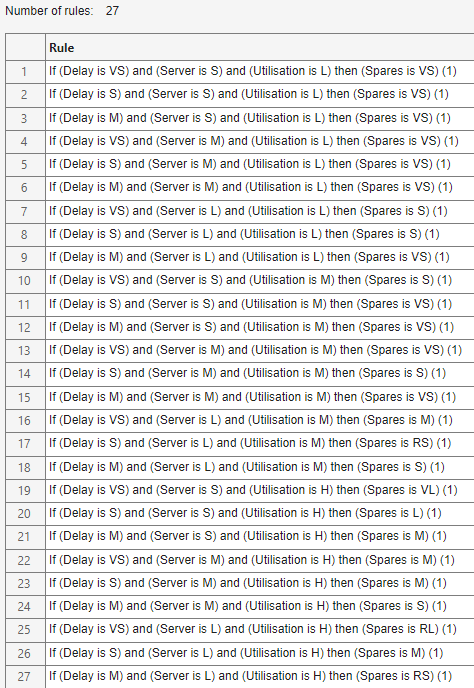 Number of rules: 27
Rule
1 If (Delay is VS) and (Server is S) and (Utilisation is L) then (Spares is VS) (1)
2 If (Delay is S) and (Server is S) and (Utilisation is L) then (Spares is VS) (1)
3 If (Delay is M) and (Server is S) and (Utilisation is L) then (Spares is VS) (1)
4 If (Delay is VS) and (Server is M) and (Utilisation is L) then (Spares is VS) (1)
5 If (Delay is S) and (Server is M) and (Utilisation is L) then (Spares is VS) (1)
6 If (Delay is M) and (Server is M) and (Utilisation is L) then (Spares is VS) (1)
7 If (Delay is VS) and (Server is L) and (Utilisation is L) then (Spares is S) (1)
8 If (Delay is S) and (Server is L) and (Utilisation is L) then (Spares is S) (1)
9 If (Delay is M) and (Server is L) and (Utilisation is L) then (Spares is VS) (1)
10 If (Delay is VS) and (Server is S) and (Utilisation is M) then (Spares is S) (1)
11 If (Delay is S) and (Server is S) and (Utilisation is M) then (Spares is VS) (1)
12 If (Delay is M) and (Server is S) and (Utilisation is M) then (Spares is VS) (1)
13 If (Delay is VS) and (Server is M) and (Utilisation is M) then (Spares is VS) (1)
14 If (Delay is S) and (Server is M) and (Utilisation is M) then (Spares is S) (1)
15 If (Delay is M) and (Server is M) and (Utilisation is M) then (Spares is VS) (1)
16 If (Delay is VS) and (Server is L) and (Utilisation is M) then (Spares is M) (1)
17 If (Delay is S) and (Server is L) and (Utilisation is M) then (Spares is RS) (1)
18 If (Delay is M) and (Server is L) and (Utilisation is M) then (Spares is S) (1)
19 If (Delay is VS) and (Server is S) and (Utilisation is H) then (Spares is VL) (1)
20 If (Delay is S) and (Server is S) and (Utilisation is H) then (Spares is L) (1)
21 If (Delay is M) and (Server is S) and (Utilisation is H) then (Spares is M) (1)
22 If (Delay is VS) and (Server is M) and (Utilisation is H) then (Spares is M) (1)
23 If (Delay is S) and (Server is M) and (Utilisation is H) then (Spares is M) (1)
24 If (Delay is M) and (Server is M) and (Utilisation is H) then (Spares is S) (1)
25 If (Delay is VS) and (Server is L) and (Utilisation is H) then (Spares is RL) (1)
26 If (Delay is S) and (Server is L) and (Utilisation is H) then (Spares is M) (1)
27 If (Delay is M) and (Server is L) and (Utilisation is H) then (Spares is RS) (1)